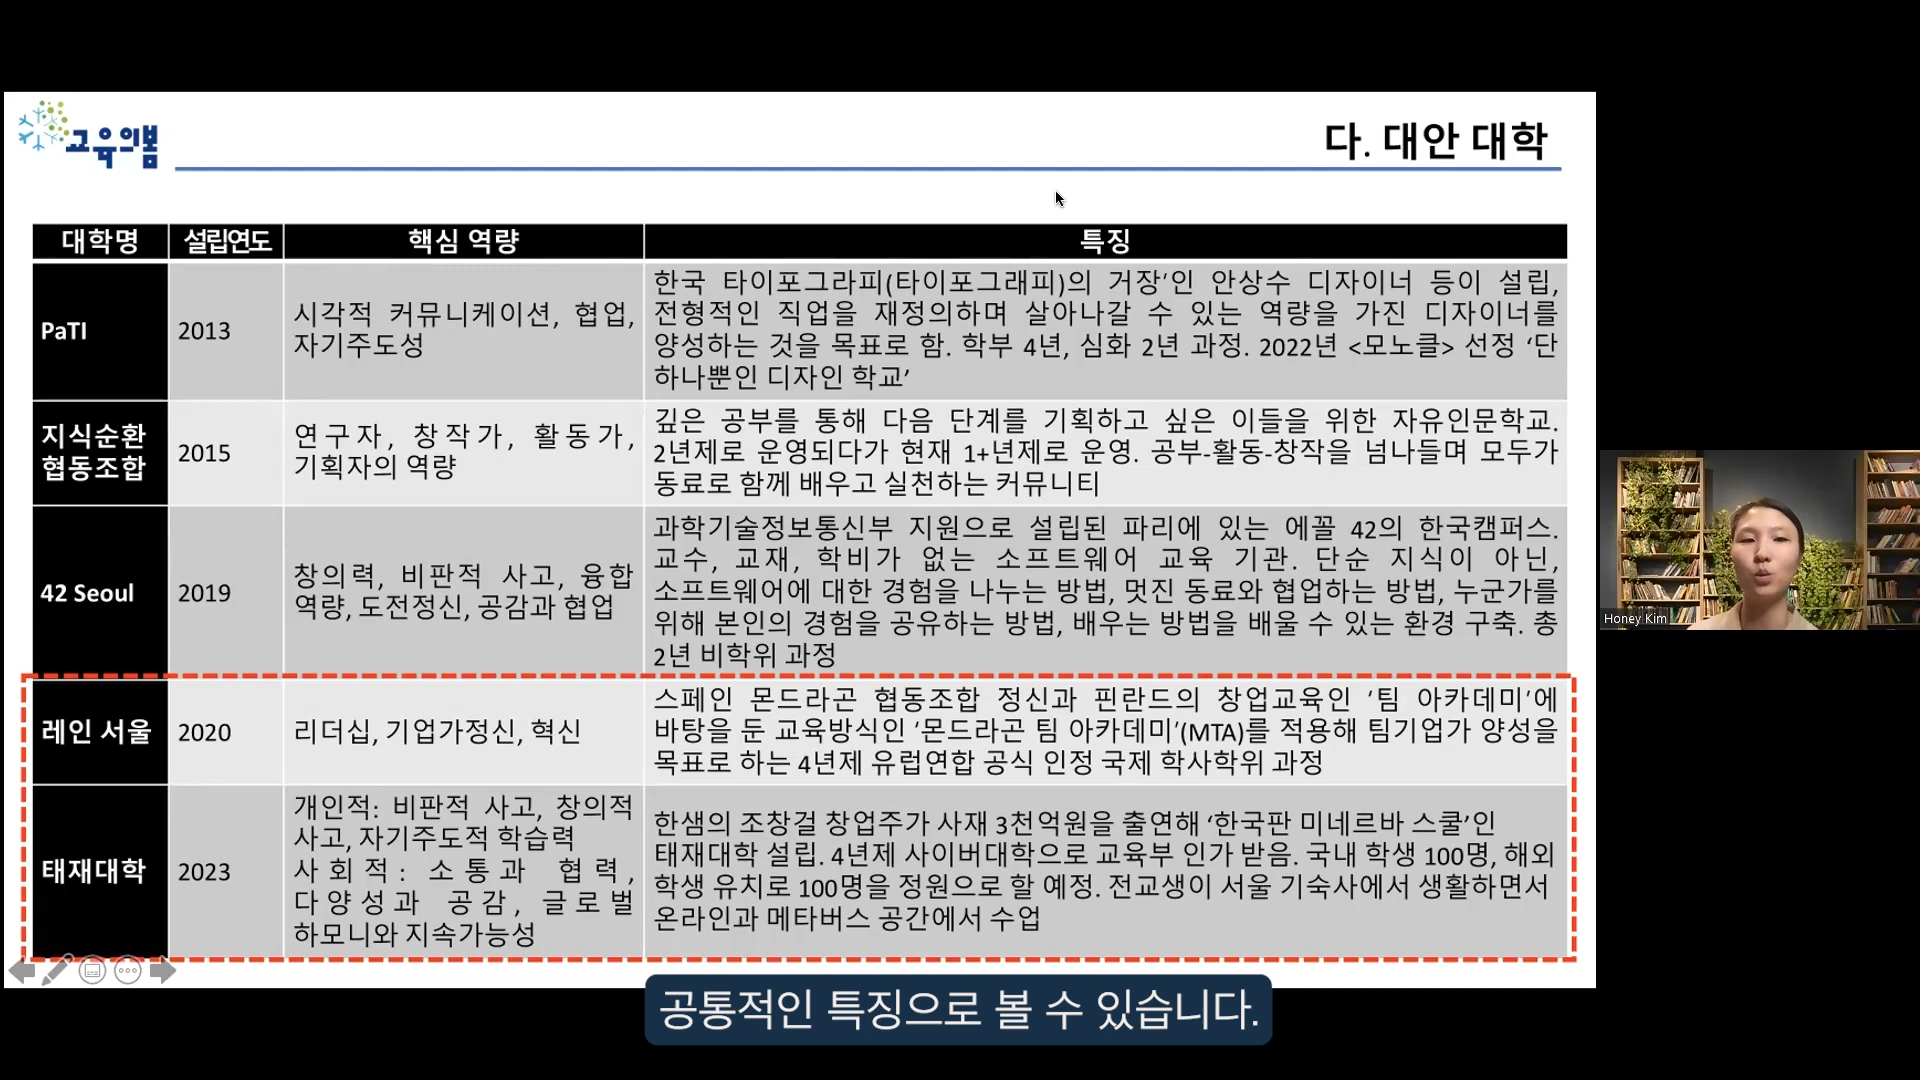 교육의봄
다. 대안 대학
대학명
설립연도
핵심 역량
특징
PaTI
2013
시각적 커뮤니케이션, 협업,
자기주도성
한국 타이포그라피(타이포그래피)의 거장’인 안상수 디자이너 등이 설립,
전형적인 직업을 재정의하며 살아나갈 수 있는 역량을 가진 디자이너를
양성하는 것을 목표로 함. 학부 4년, 심화 2년 과정. 2022년 <모노클> 선정 ‘단
하나뿐인 디자인 학교’
지식순환
협동조합
2015
연구자, 창작가, 활동가,
기획자의 역량
깊은 공부를 통해 다음 단계를 기획하고 싶은 이들을 위한 자유인문학교.
2년제로 운영되다가 현재 1+년제로 운영. 공부-활동-창작을 넘나들며 모두가
동료로 함께 배우고 실천하는 커뮤니티
42 Seoul
2019
창의력, 비판적 사고, 융합
역량, 도전정신, 공감과 협업
과학기술정보통신부 지원으로 설립된 파리에 있는 에꼴 42의 한국캠퍼스.
교수, 교재, 학비가 없는 소프트웨어 교육 기관. 단순 지식이 아닌,
소프트웨어에 대한 경험을 나누는 방법, 멋진 동료와 협업하는 방법, 누군가를
위해 본인의 경험을 공유하는 방법, 배우는 방법을 배울 수 있는 환경 구축. 총
2년 비학위 과정
레인 서울
2020
리더십, 기업가정신, 혁신
스페인 몬드라곤 협동조합 정신과 핀란드의 창업교육인 ‘팀 아카데미’에
바탕을 둔 교육방식인 ‘몬드라곤 팀 아카데미’(MTA)를 적용해 팀기업가 양성을
목표로 하는 4년제 유럽연합 공식 인정 국제 학사학위 과정
태재대학
2023
개인적: 비판적 사고, 창의적
사고, 자기주도적 학습력
사회적: 소통과 협력,
다양성과 공감, 글로벌
하모니와 지속가능성
한샘의 조창걸 창업주가 사재 3천억원을 출연해 ‘한국판 미네르바 스쿨’인
태재대학 설립. 4년제 사이버대학으로 교육부 인가 받음. 국내 학생 100명, 해외
학생 유치로 100명을 정원으로 할 예정. 전교생이 서울 기숙사에서 생활하면서
온라인과 메타버스 공간에서 수업
Honey Kim
공통적인 특징으로 볼 수 있습니다.